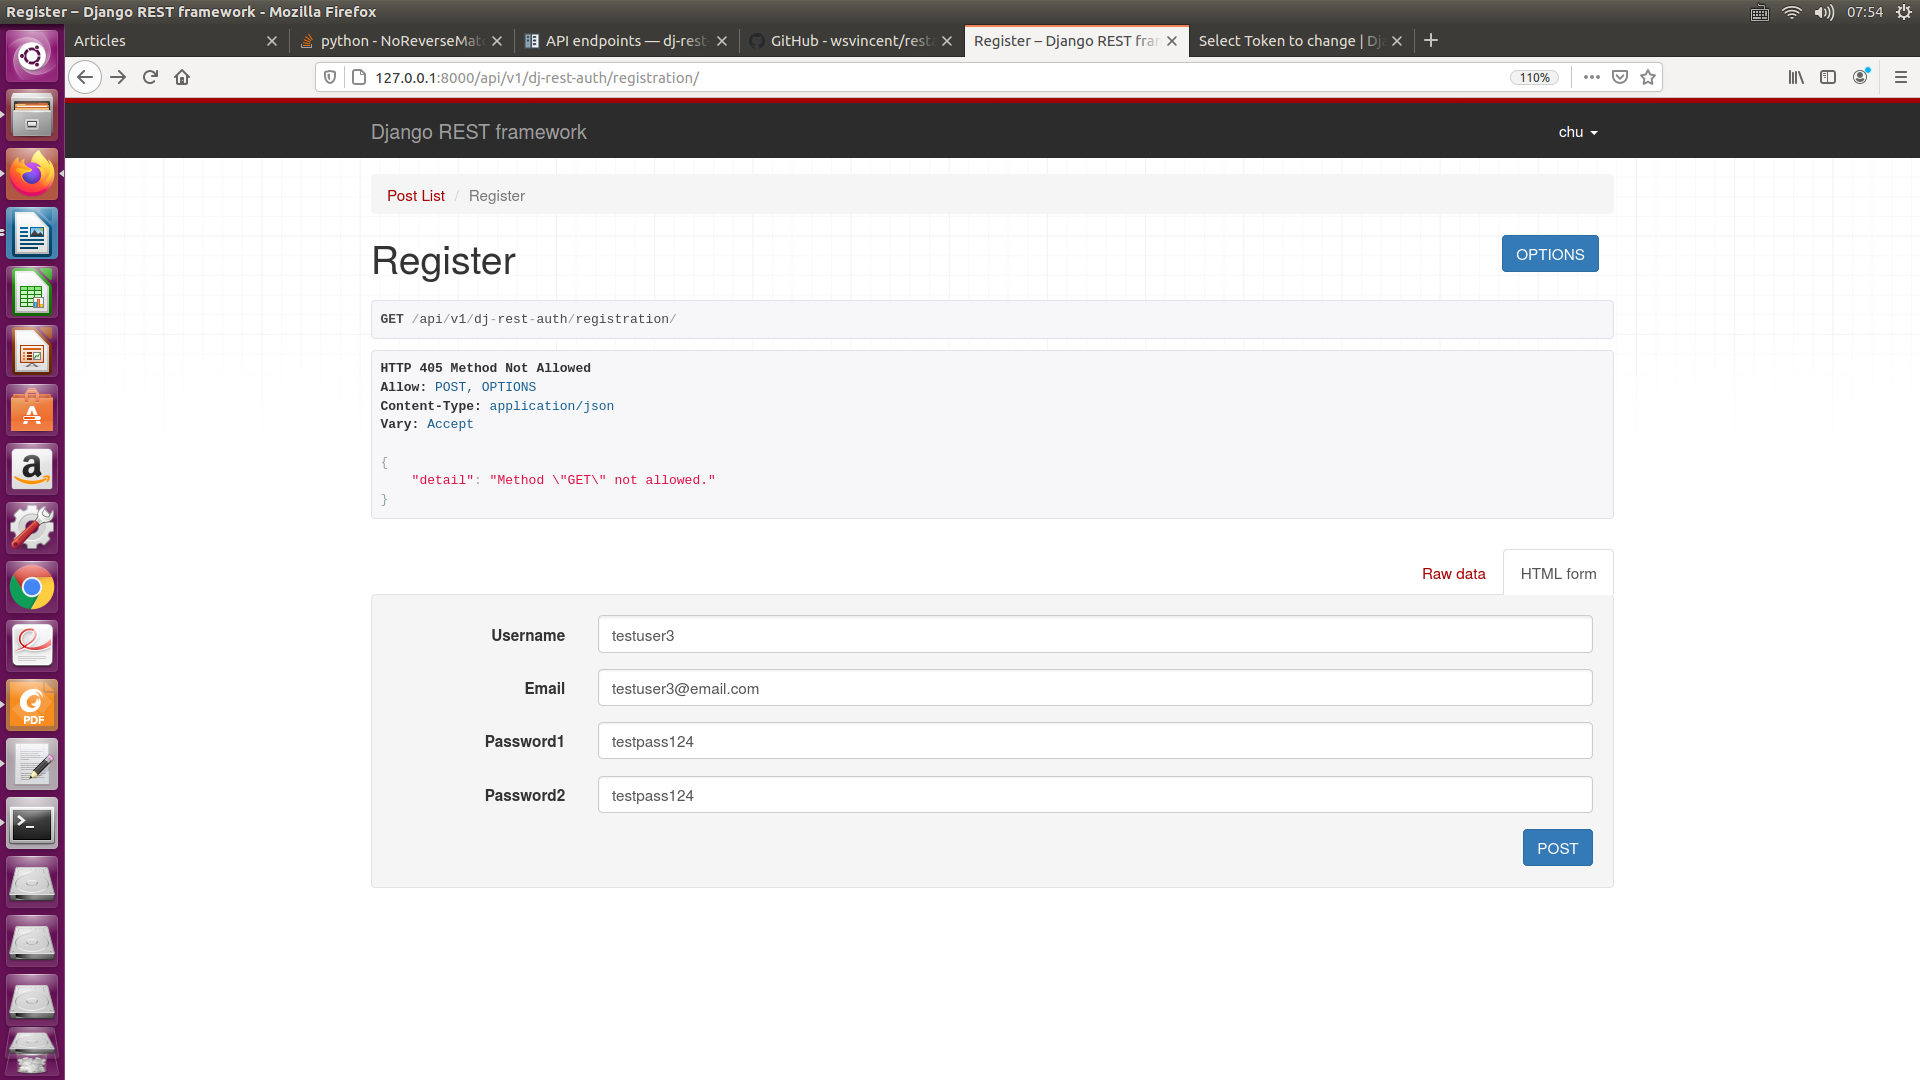 Register – Django REST framework - Mozilla Firefox
07:54
Articles
python - NoReverseMat
API endpoints — dj-rest-
GitHub - wsvincent/resta
Register – Django REST fra
Select Token to change | Dj
127.0.0.1:8000/api/v1/dj-rest-auth/registration/
110%
Django REST framework
chu
Post List / Register
Register
OPTIONS
GET /api/v1/dj-rest-auth/registration/
HTTP 405 Method Not Allowed
Allow: POST, OPTIONS
Content-Type: application/json
Vary: Accept
{
"detail": "Method \"GET\" not allowed."
}
Raw data
HTML form
Username
testuser3
Email
testuser3@email.com
Password1
testpass124
Password2
testpass124
POST
PDF